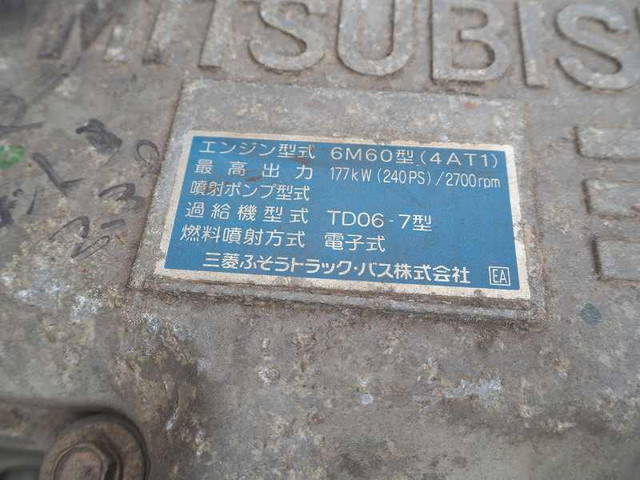 MITSUBIS
エンジン型式 6M60型(4AT1)
最高出力 177kW(240PS)/2700rpm
噴射ポンプ型式
過給機型式 TD06-7型
燃料噴射方式 電子式
三菱ふそうトラック・バス株式会社 EA